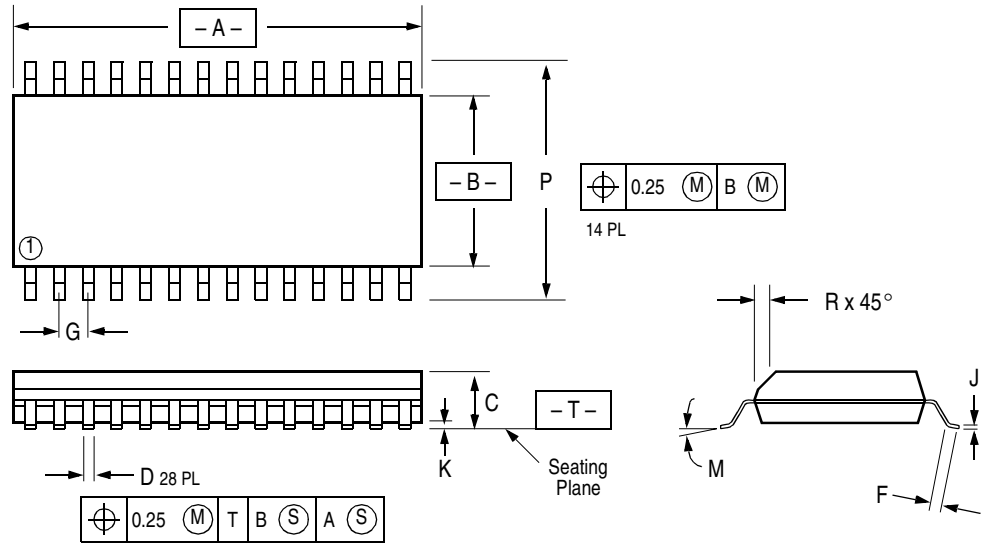 – A –
– B –
P
⌖ 0.25 Ⓜ B Ⓜ
14 PL
1
G
R x 45°
C
– T –
J
K
Seating
Plane
M
D 28 PL
F
⌖ 0.25 Ⓜ T B Ⓢ A Ⓢ